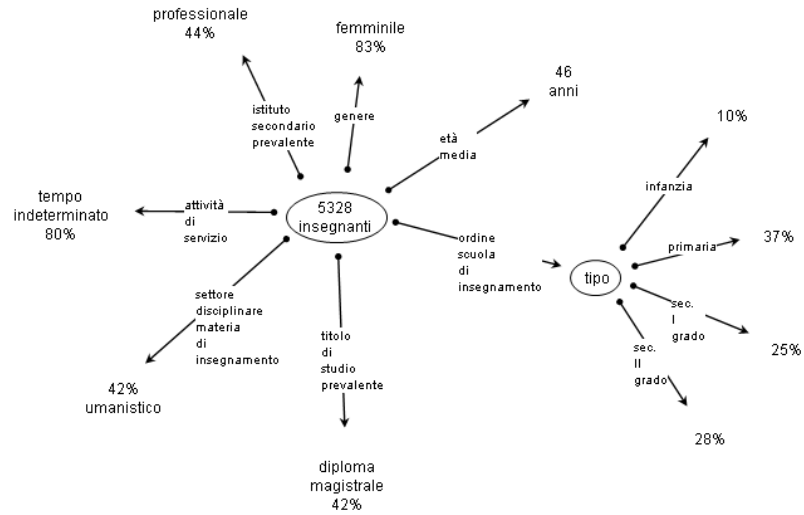 professionale
44%
femminile
83%
46
anni
10%
istituto
secondario
prevalente
genere
età
media
infanzia
tempo
indeterminato
80%
attività
di
servizio
5328
insegnanti
ordine
scuola
di
insegnamento
tipo
primaria
37%
settore
disciplinare
materia
di
insegnamento
titolo
di
studio
prevalente
sec.
I
grado
25%
sec.
II
grado
28%
42%
umanistico
diploma
magistrale
42%